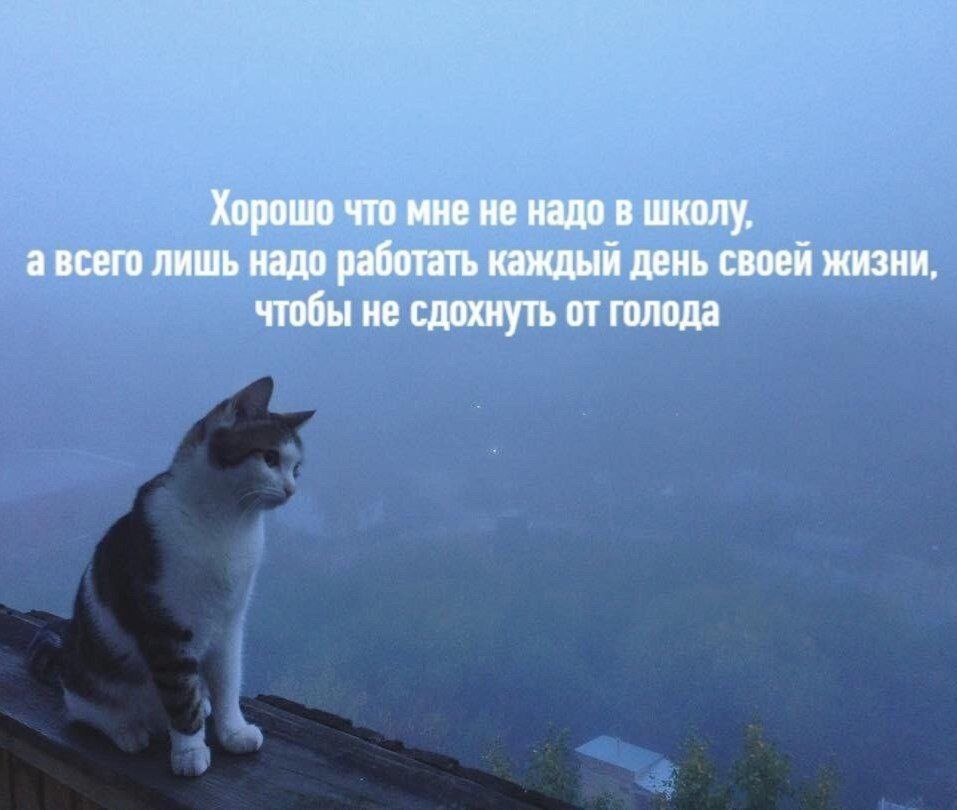 Хорошо что мне не надо в школу,
а всего лишь надо работать каждый день своей жизни,
чтобы не сдохнуть от голода